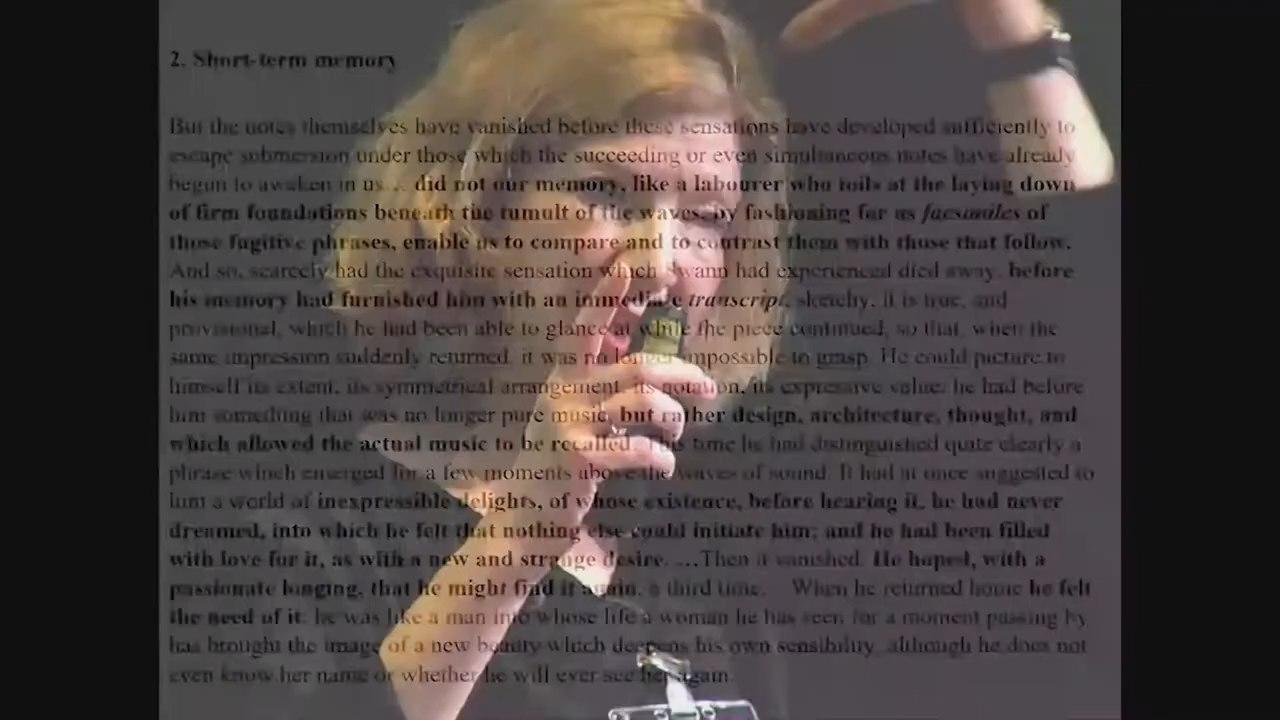 2. Short-term memory
But the notes themselves have vanished before these sensations have developed sufficiently to
escape submersion under those which the succeeding or even simultaneous notes have already
begun to awaken in us... did not our memory, like a labourer who toils at the laying down
of firm foundations beneath the tumult of the waves, by fashioning for us facsimiles of
those fugitive phrases, enable us to compare and to contrast them with those that follow.
And so, scarcely had the exquisite sensation which Swann had experienced died away, before
his memory had furnished him with an immediate transcript, sketchy, it is true, and
provisional, which he had been able to glance at while the piece continued, so that, when the
same impression suddenly returned, it was no longer impossible to grasp. He could picture to
himself its extent, its symmetrical arrangement, its notation, its expressive value; he had before
him something that was no longer pure music, but rather design, architecture, thought, and
which allowed the actual music to be recalled. This time he had distinguished quite clearly a
phrase which emerged for a few moments above the waves of sound. It had at once suggested to
him a world of inexpressible delights, of whose existence, before hearing it, he had never
dreamed, into which he felt that nothing else could initiate him; and he had been filled
with love for it, as with a new and strange desire. ...Then it vanished. He hoped, with a
passionate longing, that he might find it again, a third time. When he returned home he felt
the need of it: he was like a man into whose life a woman he has seen for a moment passing by
has brought the image of a new beauty which deepens his own sensibility, although he does not
even know her name or whether he will ever see her again